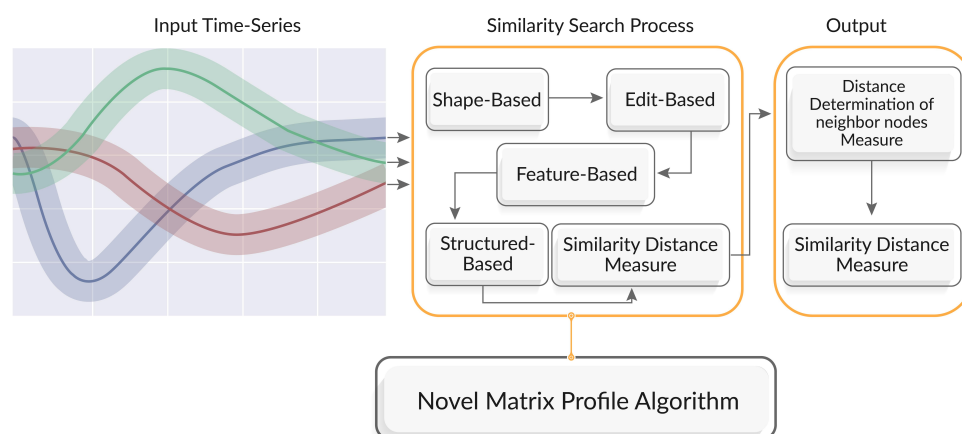 Input Time-Series
Similarity Search Process
Output
Shape-Based
Edit-Based
Feature-Based
Structured-
Based
Similarity Distance
Measure
Distance
Determination of
neighbor nodes
Measure
Similarity Distance
Measure
Novel Matrix Profile Algorithm